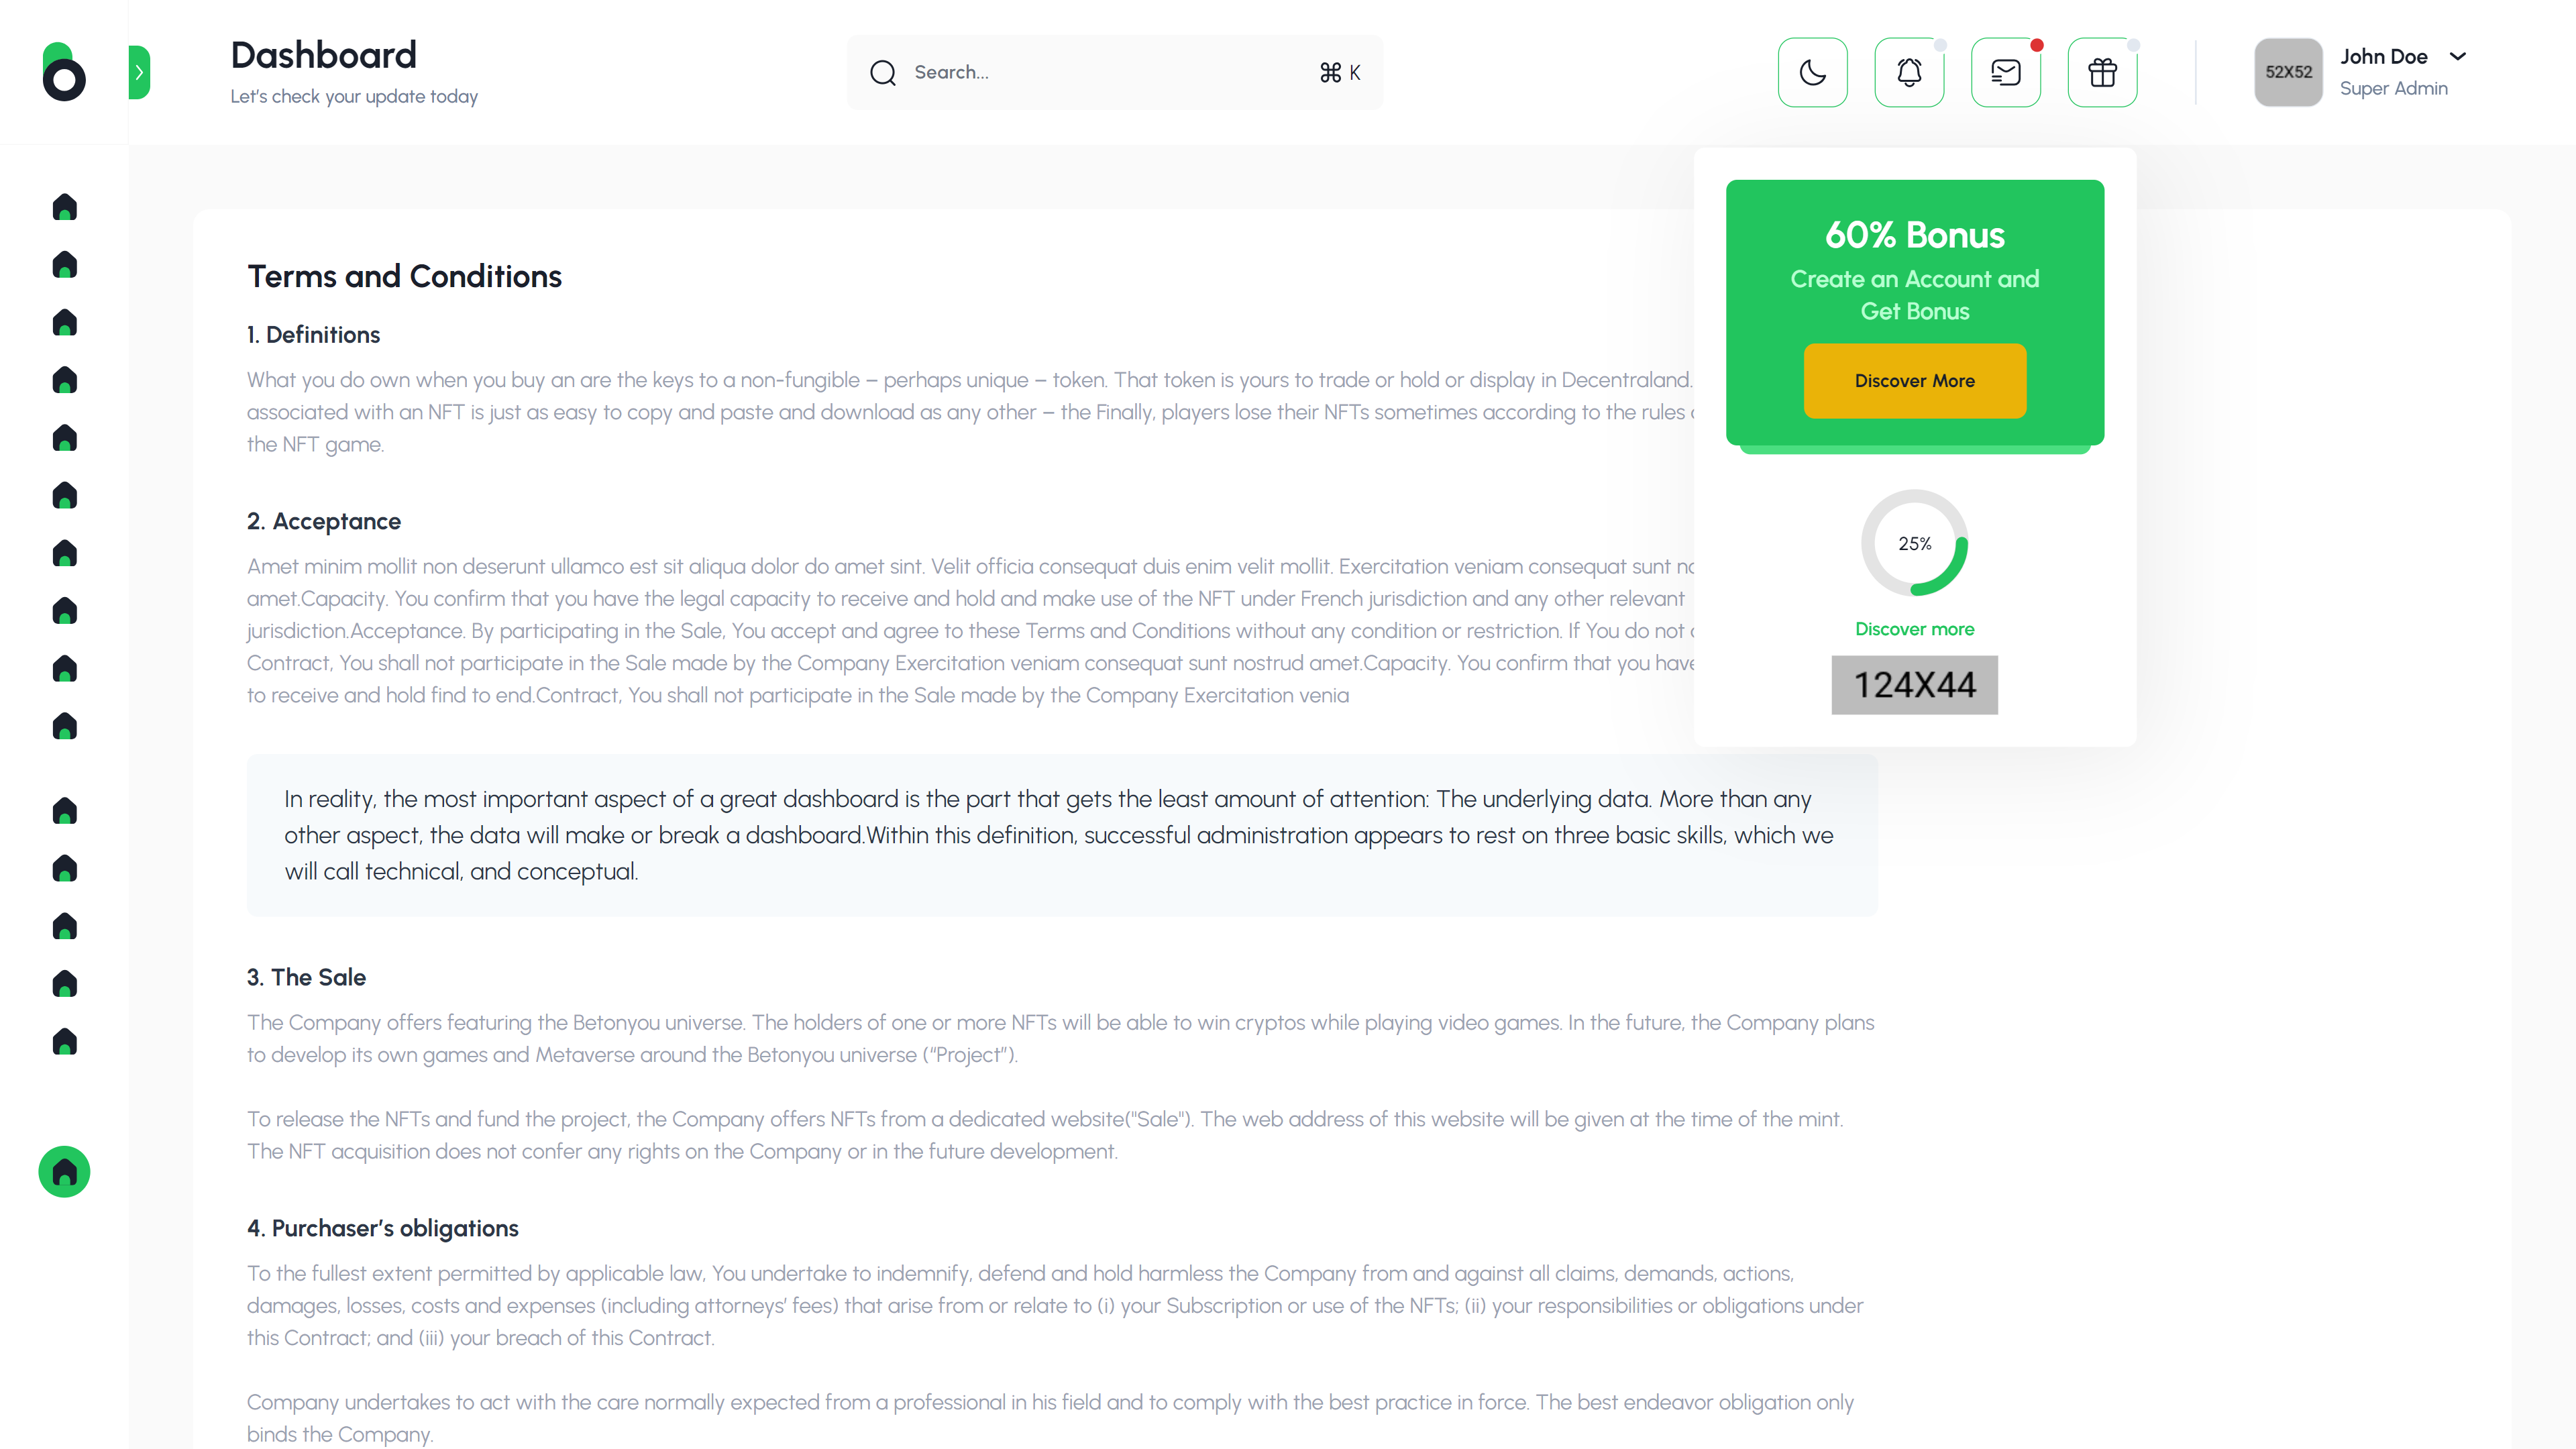 Dashboard
Let's check your update today
Search...
⌘ K
52X52
John Doe
Super Admin
60% Bonus
Create an Account and
Get Bonus
Discover More
25%
Discover more
124X44
Terms and Conditions
1. Definitions
What you do own when you buy an are the keys to a non-fungible – perhaps unique – token. That token is yours to trade or hold or display in Decentraland.
associated with an NFT is just as easy to copy and paste and download as any other – the Finally, players lose their NFTs sometimes according to the rules
the NFT game.
2. Acceptance
Amet minim mollit non deserunt ullamco est sit aliqua dolor do amet sint. Velit officia consequat duis enim velit mollit. Exercitation veniam consequat sunt
amet.Capacity. You confirm that you have the legal capacity to receive and hold and make use of the NFT under French jurisdiction and any other relevant
jurisdiction.Acceptance. By participating in the Sale, You accept and agree to these Terms and Conditions without any condition or restriction. If You do not
Contract, You shall not participate in the Sale made by the Company Exercitation veniam consequat sunt nostrud amet.Capacity. You confirm that you have
to receive and hold find to end.Contract, You shall not participate in the Sale made by the Company Exercitation venia
In reality, the most important aspect of a great dashboard is the part that gets the least amount of attention: The underlying data. More than any
other aspect, the data will make or break a dashboard.Within this definition, successful administration appears to rest on three basic skills, which we
will call technical, and conceptual.
3. The Sale
The Company offers featuring the Betonyou universe. The holders of one or more NFTs will be able to win cryptos while playing video games. In the future, the Company plans
to develop its own games and Metaverse around the Betonyou universe (“Project”).
To release the NFTs and fund the project, the Company offers NFTs from a dedicated website("Sale"). The web address of this website will be given at the time of the mint.
The NFT acquisition does not confer any rights on the Company or in the future development.
4. Purchaser’s obligations
To the fullest extent permitted by applicable law, You undertake to indemnify, defend and hold harmless the Company from and against all claims, demands, actions,
damages, losses, costs and expenses (including attorneys’ fees) that arise from or relate to (i) your Subscription or use of the NFTs; (ii) your responsibilities or obligations under
this Contract; and (iii) your breach of this Contract.
Company undertakes to act with the care normally expected from a professional in his field and to comply with the best practice in force. The best endeavor obligation only
binds the Company.